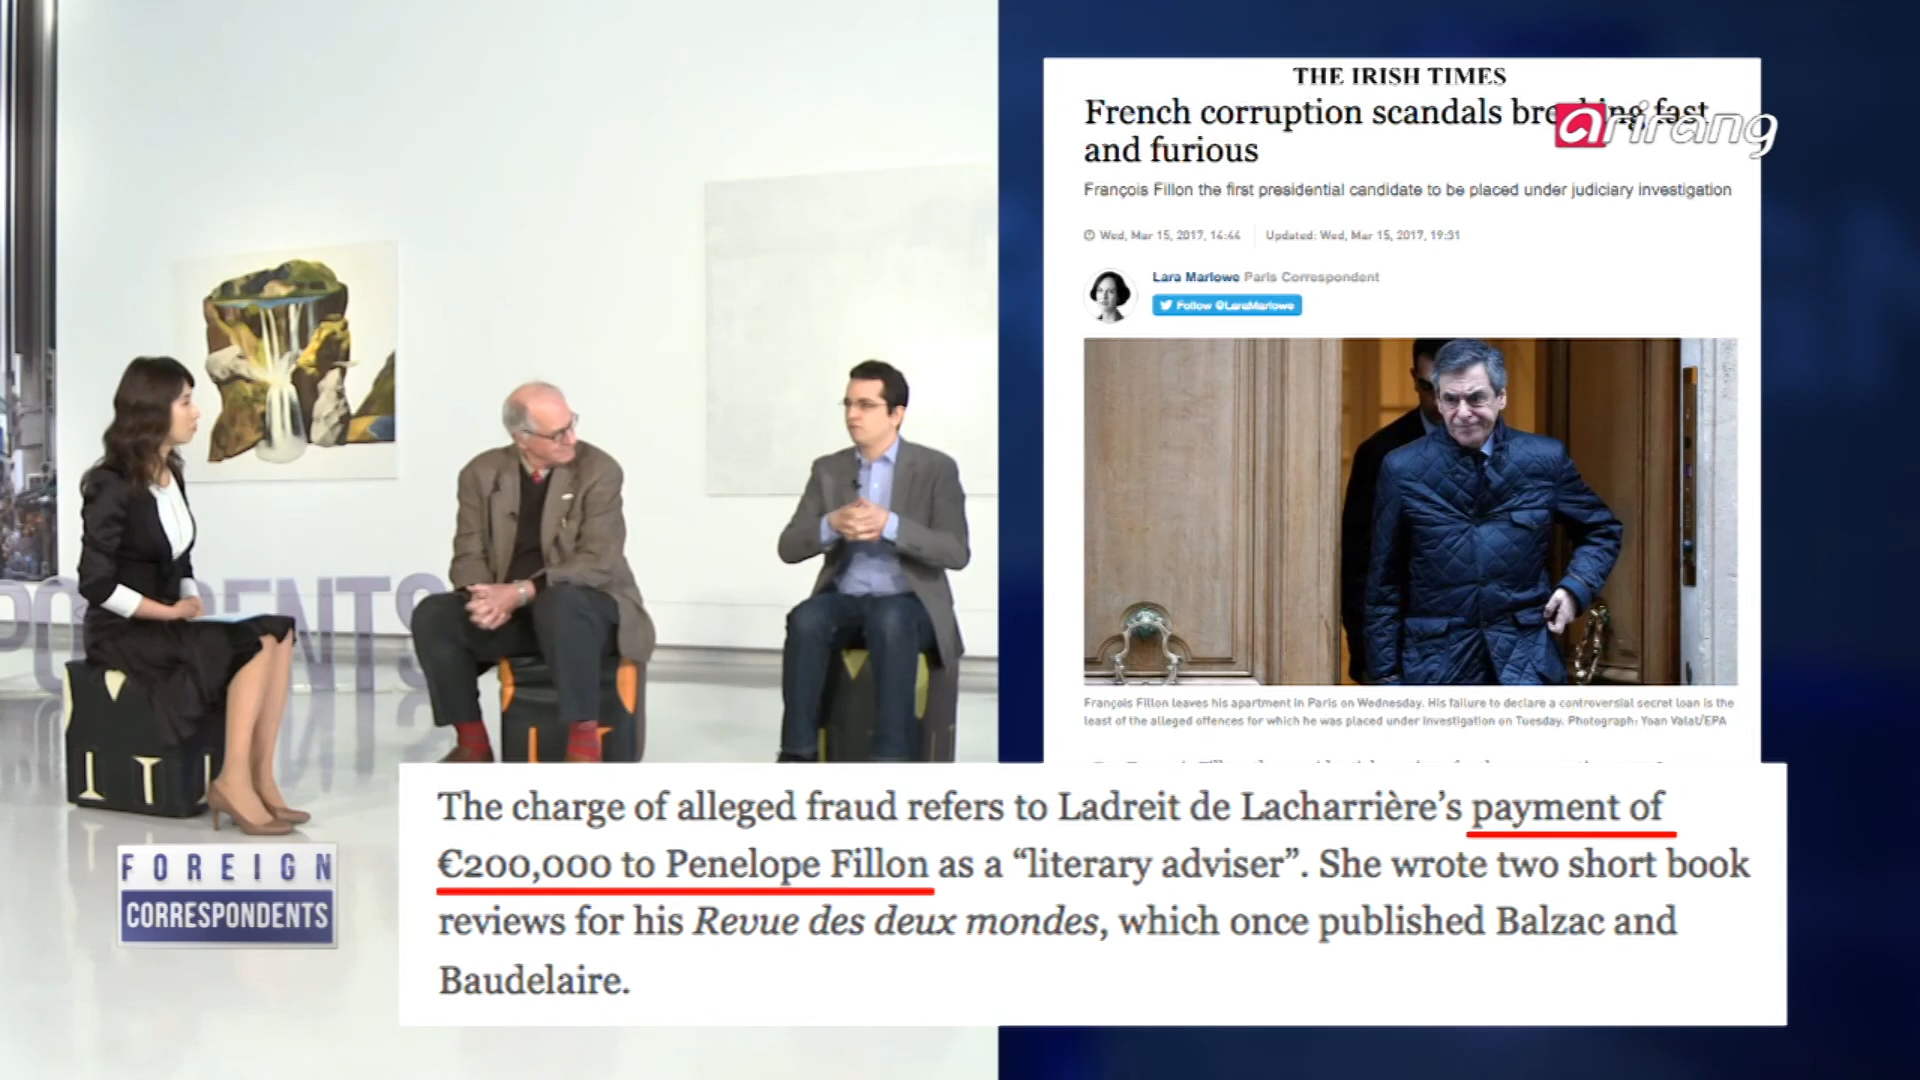 THE IRISH TIMES
French corruption scandals breaking fast
and furious
arirang
François Fillon the first presidential candidate to be placed under judiciary investigation
Wed, Mar 15, 2017, 14:44 Updated: Wed, Mar 15, 2017, 19:31
Lara Marlowe Paris Correspondent
Follow @LaraMarlowe
François Fillon leaves his apartment in Paris on Wednesday. His failure to declare a controversial secret loan is the
least of the alleged offences for which he was placed under investigation on Tuesday. Photograph: Yoan Valat/EPA
The charge of alleged fraud refers to Ladreit de Lacharrière’s payment of
€200,000 to Penelope Fillon as a “literary adviser”. She wrote two short book
reviews for his Revue des deux mondes, which once published Balzac and
Baudelaire.
FOREIGN
CORRESPONDENTS